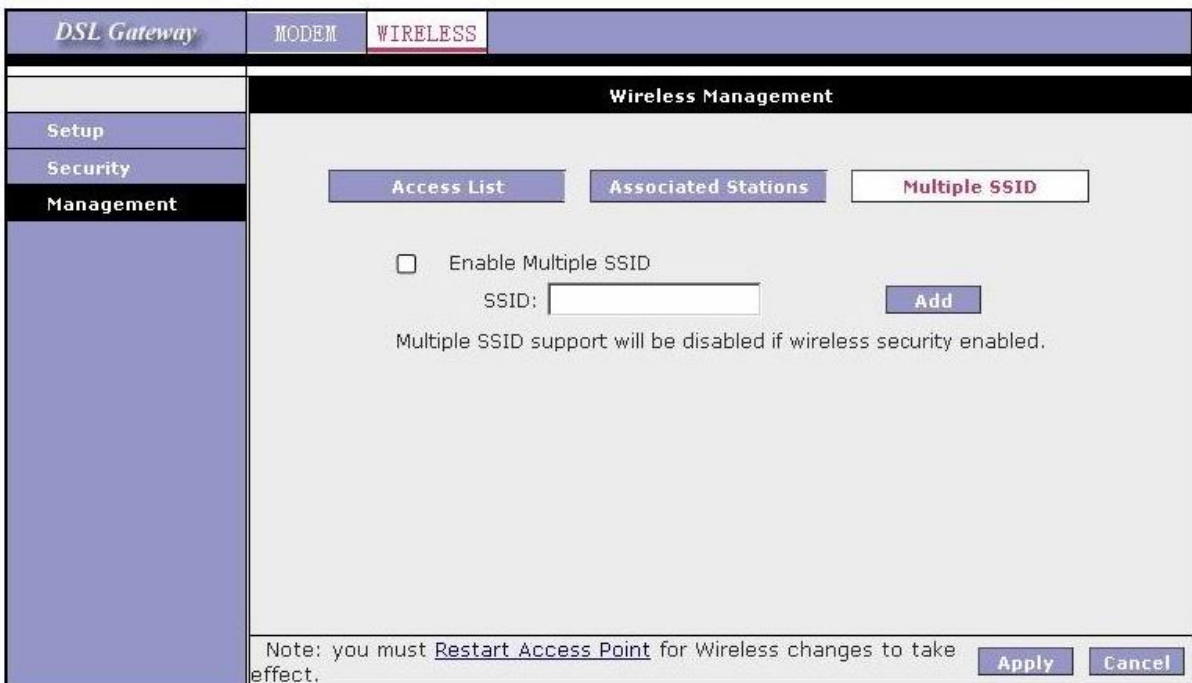 DSL Gateway
MODEM
WIRELESS
Wireless Management
Setup
Security
Management
Access List
Associated Stations
Multiple SSID
Enable Multiple SSID
SSID:
Add
Multiple SSID support will be disabled if wireless security enabled.
Note: you must Restart Access Point for Wireless changes to take
effect.
Apply
Cancel